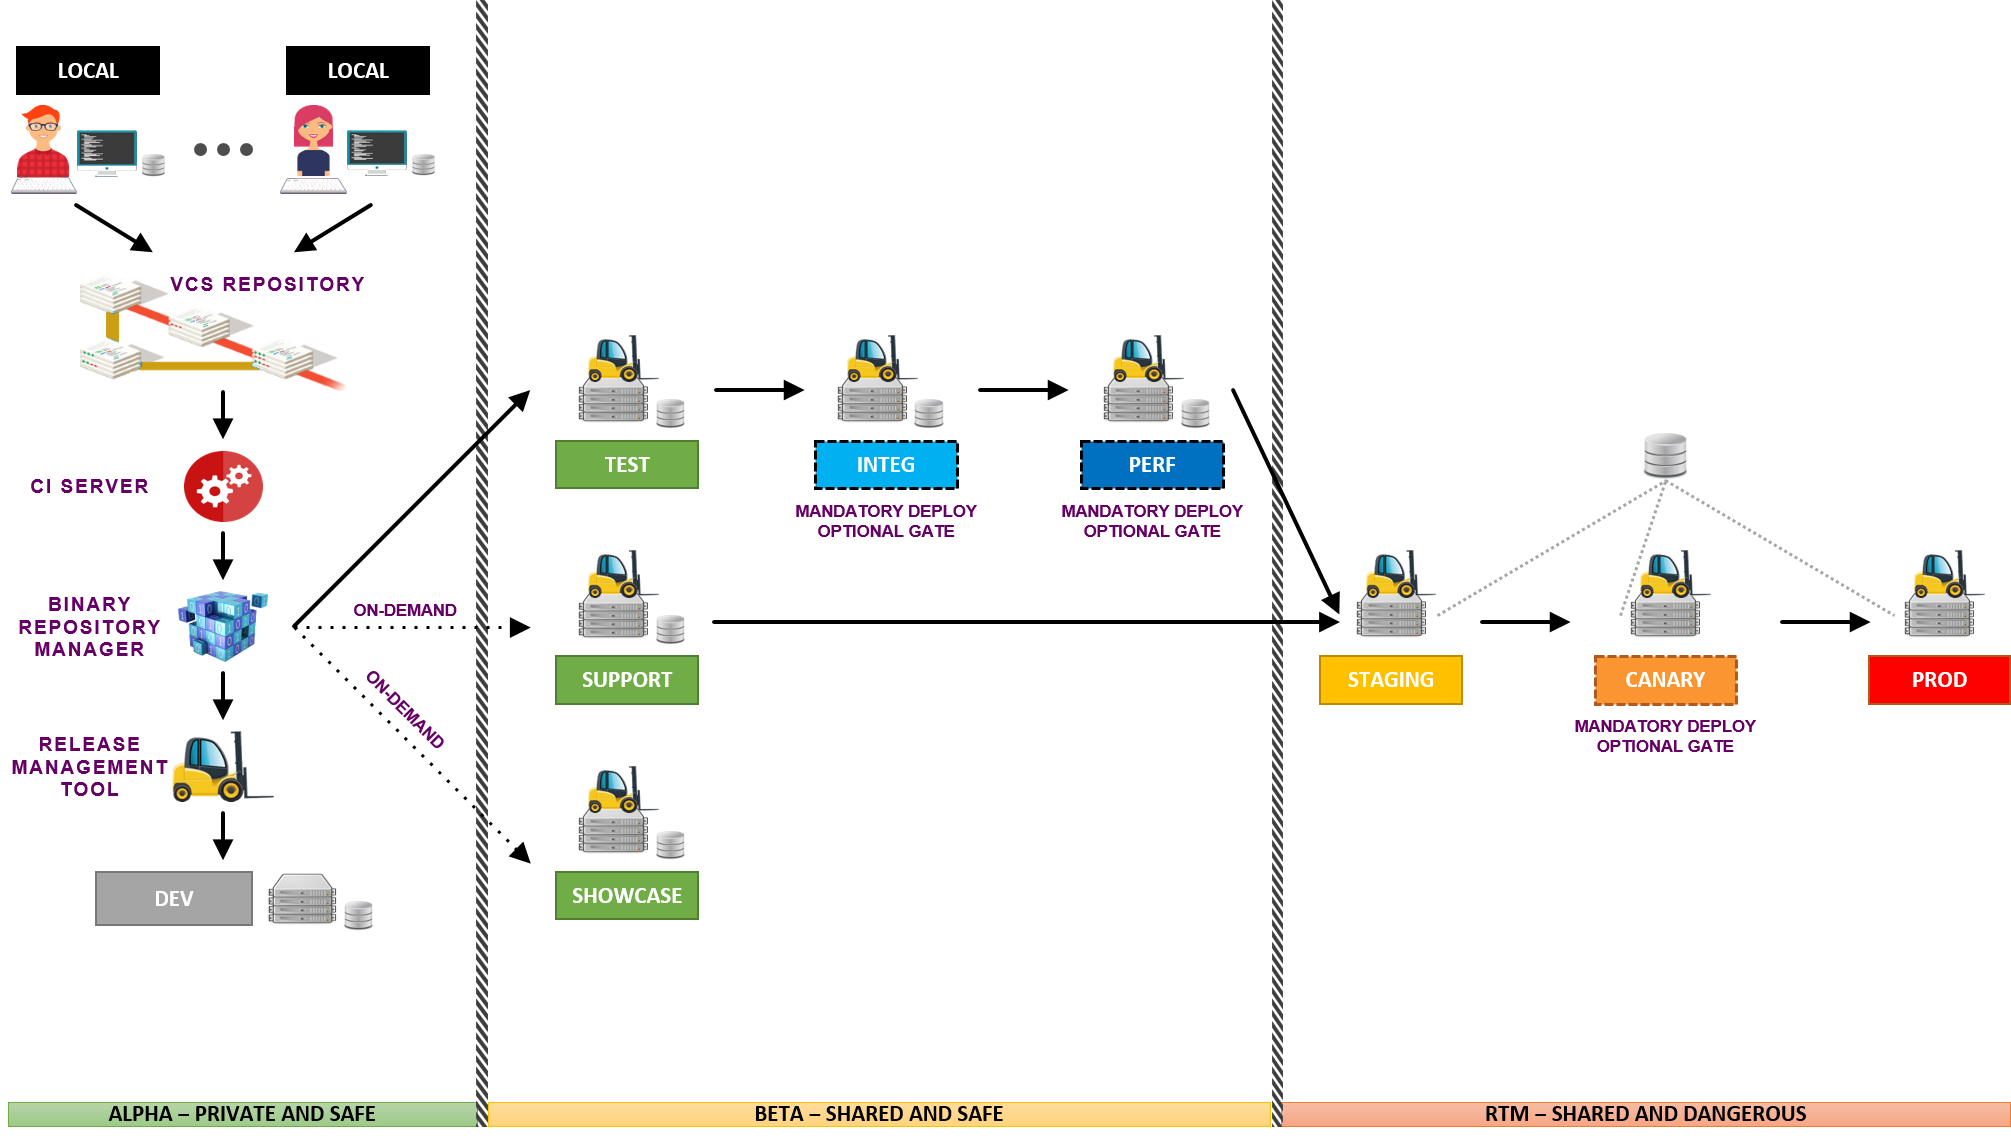 LOCAL
LOCAL
VCS REPOSITORY
CI SERVER
BINARY
REPOSITORY
MANAGER
RELEASE
MANAGEMENT
TOOL
DEV
ON-DEMAND
ON-DEMAND
TEST
INTEG
MANDATORY DEPLOY
OPTIONAL GATE
PERF
MANDATORY DEPLOY
OPTIONAL GATE
SUPPORT
SHOWCASE
STAGING
CANARY
MANDATORY DEPLOY
OPTIONAL GATE
PROD
ALPHA – PRIVATE AND SAFE
BETA – SHARED AND SAFE
RTM – SHARED AND DANGEROUS